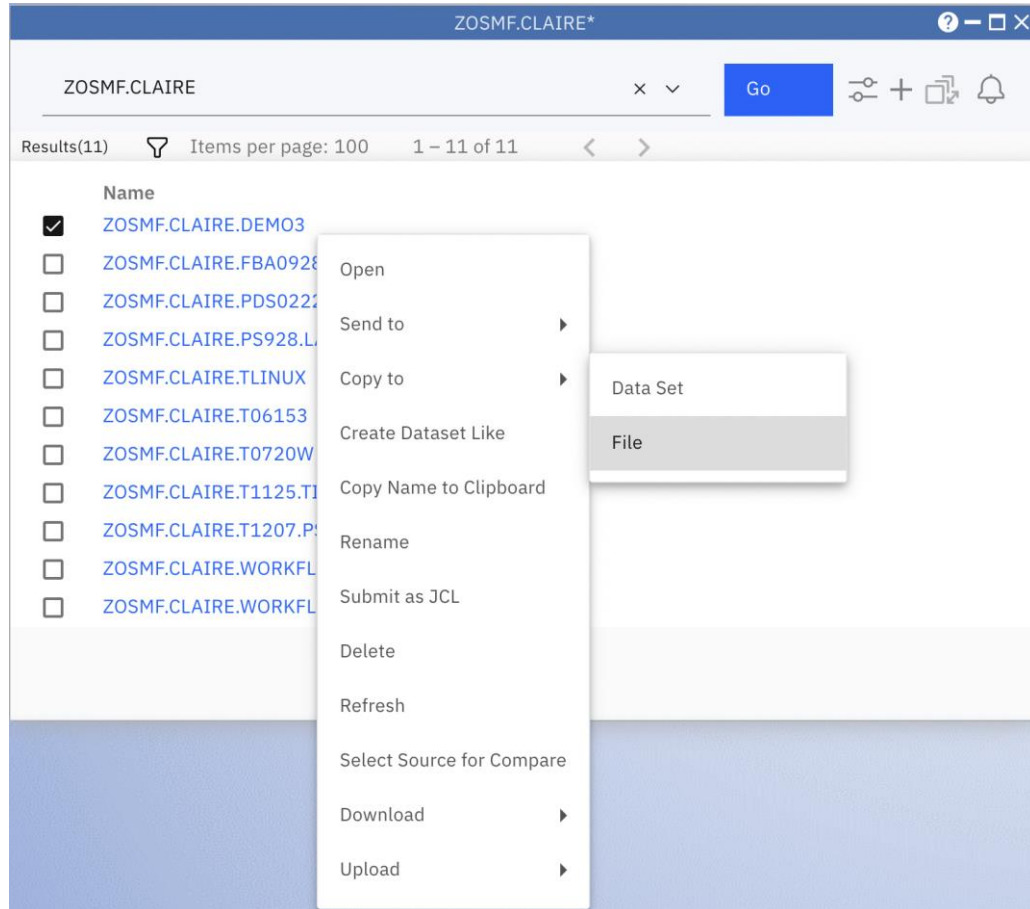 ZOSMF.CLAIRE*
ZOSMF.CLAIRE
Go
Results(11) Items per page: 100 1 – 11 of 11
Name
ZOSMF.CLAIRE.DEMO3
ZOSMF.CLAIRE.FBA0928
ZOSMF.CLAIRE.PDS0222
ZOSMF.CLAIRE.PS928.L
ZOSMF.CLAIRE.TLINUX
ZOSMF.CLAIRE.T06153
ZOSMF.CLAIRE.T0720W
ZOSMF.CLAIRE.T1125.TI
ZOSMF.CLAIRE.T1207.PS
ZOSMF.CLAIRE.WORKFL
ZOSMF.CLAIRE.WORKFL
Open
Send to
Copy to
Create Dataset Like
Copy Name to Clipboard
Rename
Submit as JCL
Delete
Refresh
Select Source for Compare
Download
Upload
Data Set
File